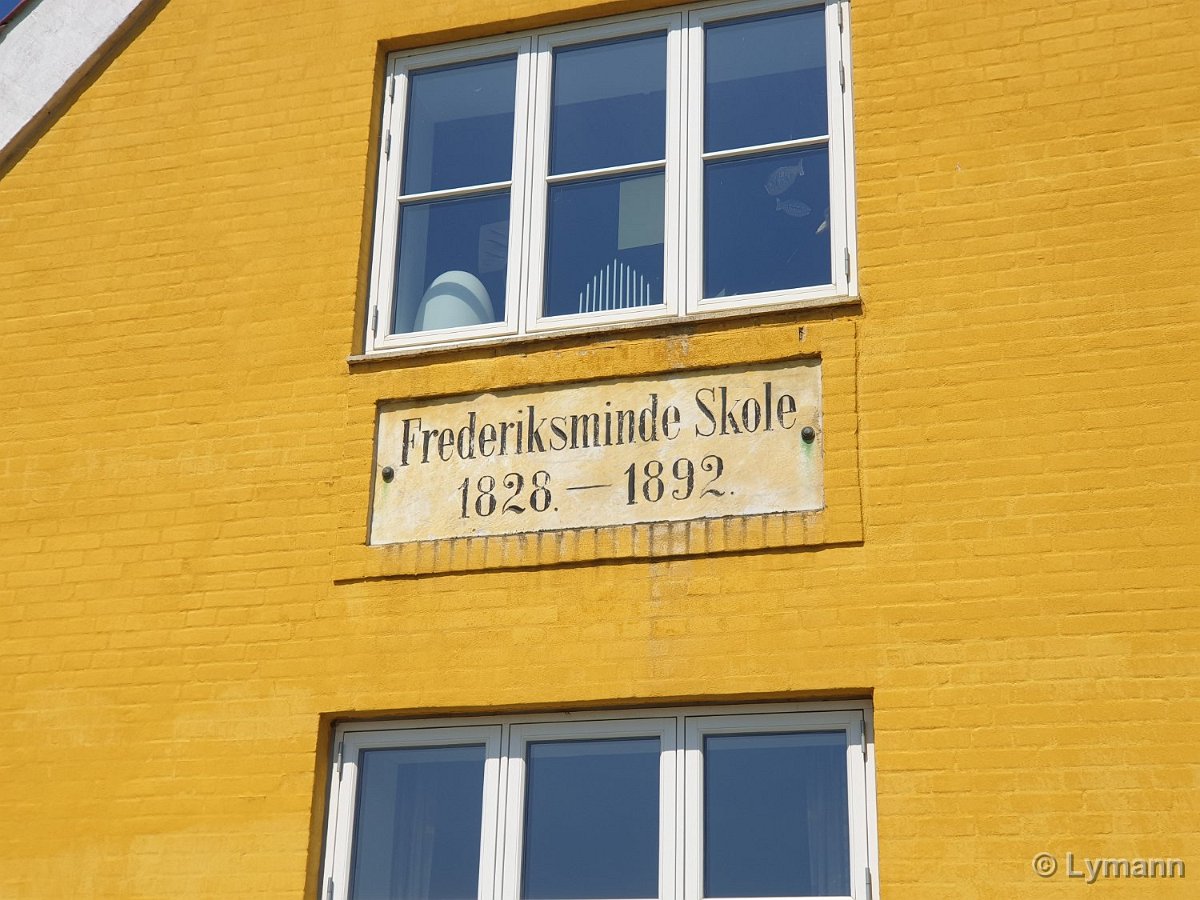 Frederiksminde Skole
1828. — 1892.
© Lymann